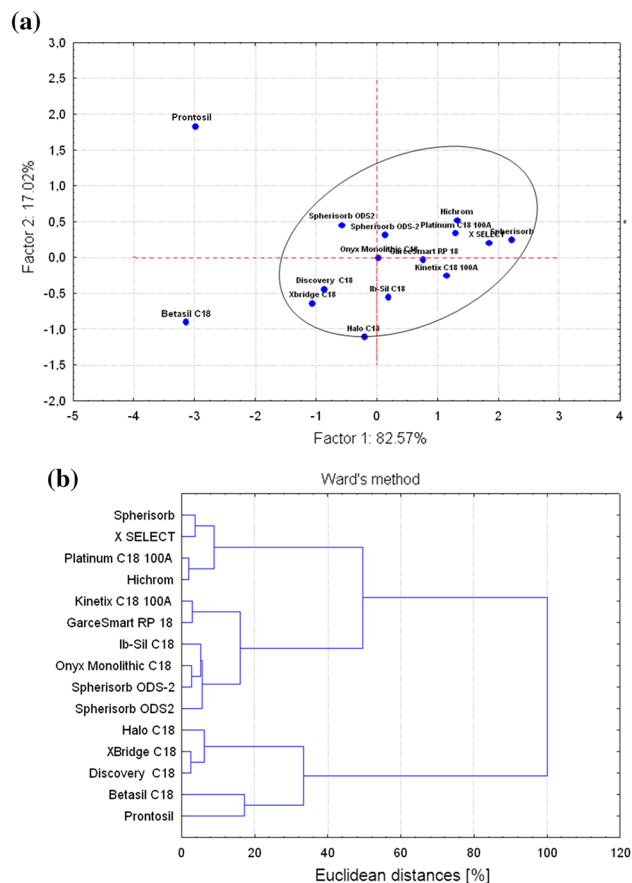 (a)
3,0
2,5
2,0
1,5
1,0
0,5
0,0
-0,5
-1,0
-1,5
-2,0
Factor 2: 17.02%
Prontosil
Hichrom
Spherisorb ODS2
Spherisorb ODS-2
Platinum C18 100A
X SELECT
Spherisorb
Onyx Monolithic C18
GarceSmart RP 18
Kinetix C18 100A
Discovery C18
Xbridge C18
Ib-Sil C18
Betasil C18
Halo C18
-5 -4 -3 -2 -1 0 1 2 3 4
Factor 1: 82.57%
(b)
Ward's method
Spherisorb
X SELECT
Platinum C18 100A
Hichrom
Kinetix C18 100A
GarceSmart RP 18
Ib-Sil C18
Onyx Monolithic C18
Spherisorb ODS-2
Spherisorb ODS2
Halo C18
XBridge C18
Discovery C18
Betasil C18
Prontosil
0 20 40 60 80 100 120
Euclidean distances [%]